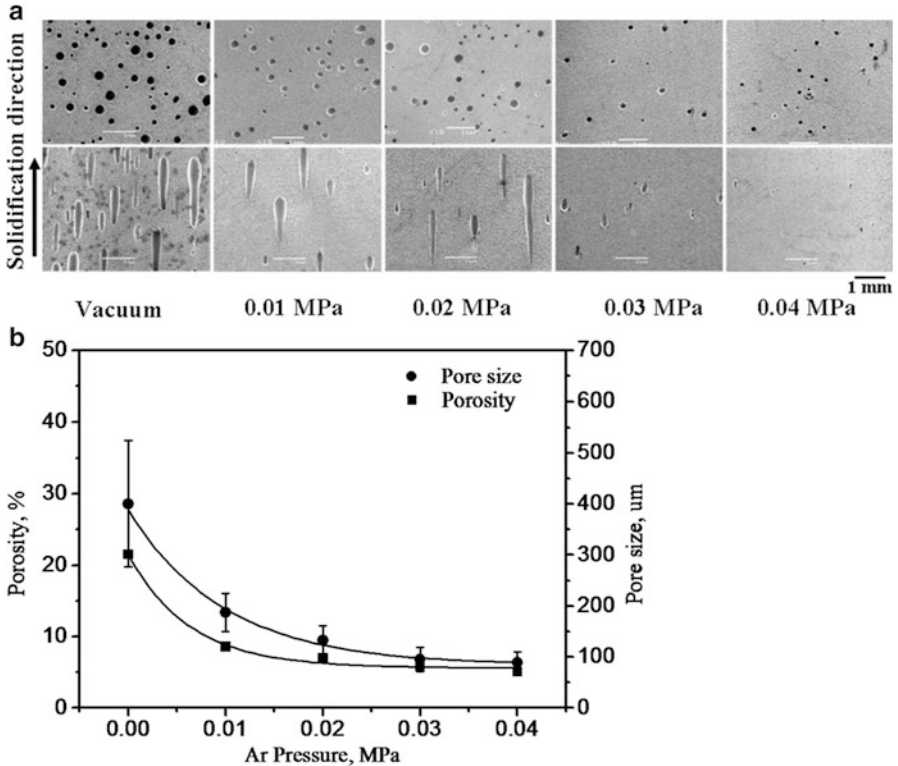 a
Solidification direction
1 mm
Vacuum
0.01 MPa
0.02 MPa
0.03 MPa
0.04 MPa
b
50
40
30
20
10
0
Porosity, %
700
600
500
400
300
200
100
0
Pore size, um
Pore size
Porosity
0.00
0.01
0.02
0.03
0.04
Ar Pressure, MPa